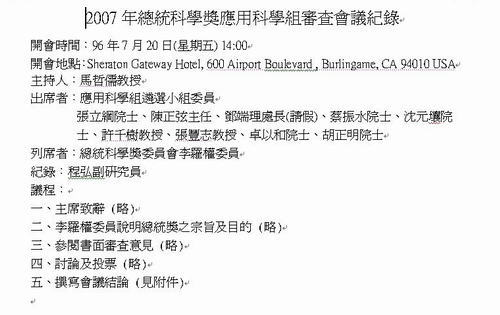 2007 年總統科學獎應用科學組審查會議紀錄
開會時間：96 年 7 月 20 日(星期五) 14:00
開會地點:Sheraton Gateway Hotel, 600 Airport Boulevard , Burlingame, CA 94010 USA
主持人：馬哲儒教授
出席者：應用科學組遴選小組委員
張立綱院士、陳正弦主任、鄧端理處長(請假)、蔡振水院士、沈元壤院
士、許千樹教授、張豐志教授、卓以和院士、胡正明院士
列席者：總統科學獎委員會李羅權委員
紀錄：程弘副研究員
議程：
一、主席致辭 (略)
二、李羅權委員說明總統獎之宗旨及目的 (略)
三、參閱書面審查意見 (略)
四、討論及投票 (略)
五、撰寫會議結論 (見附件)